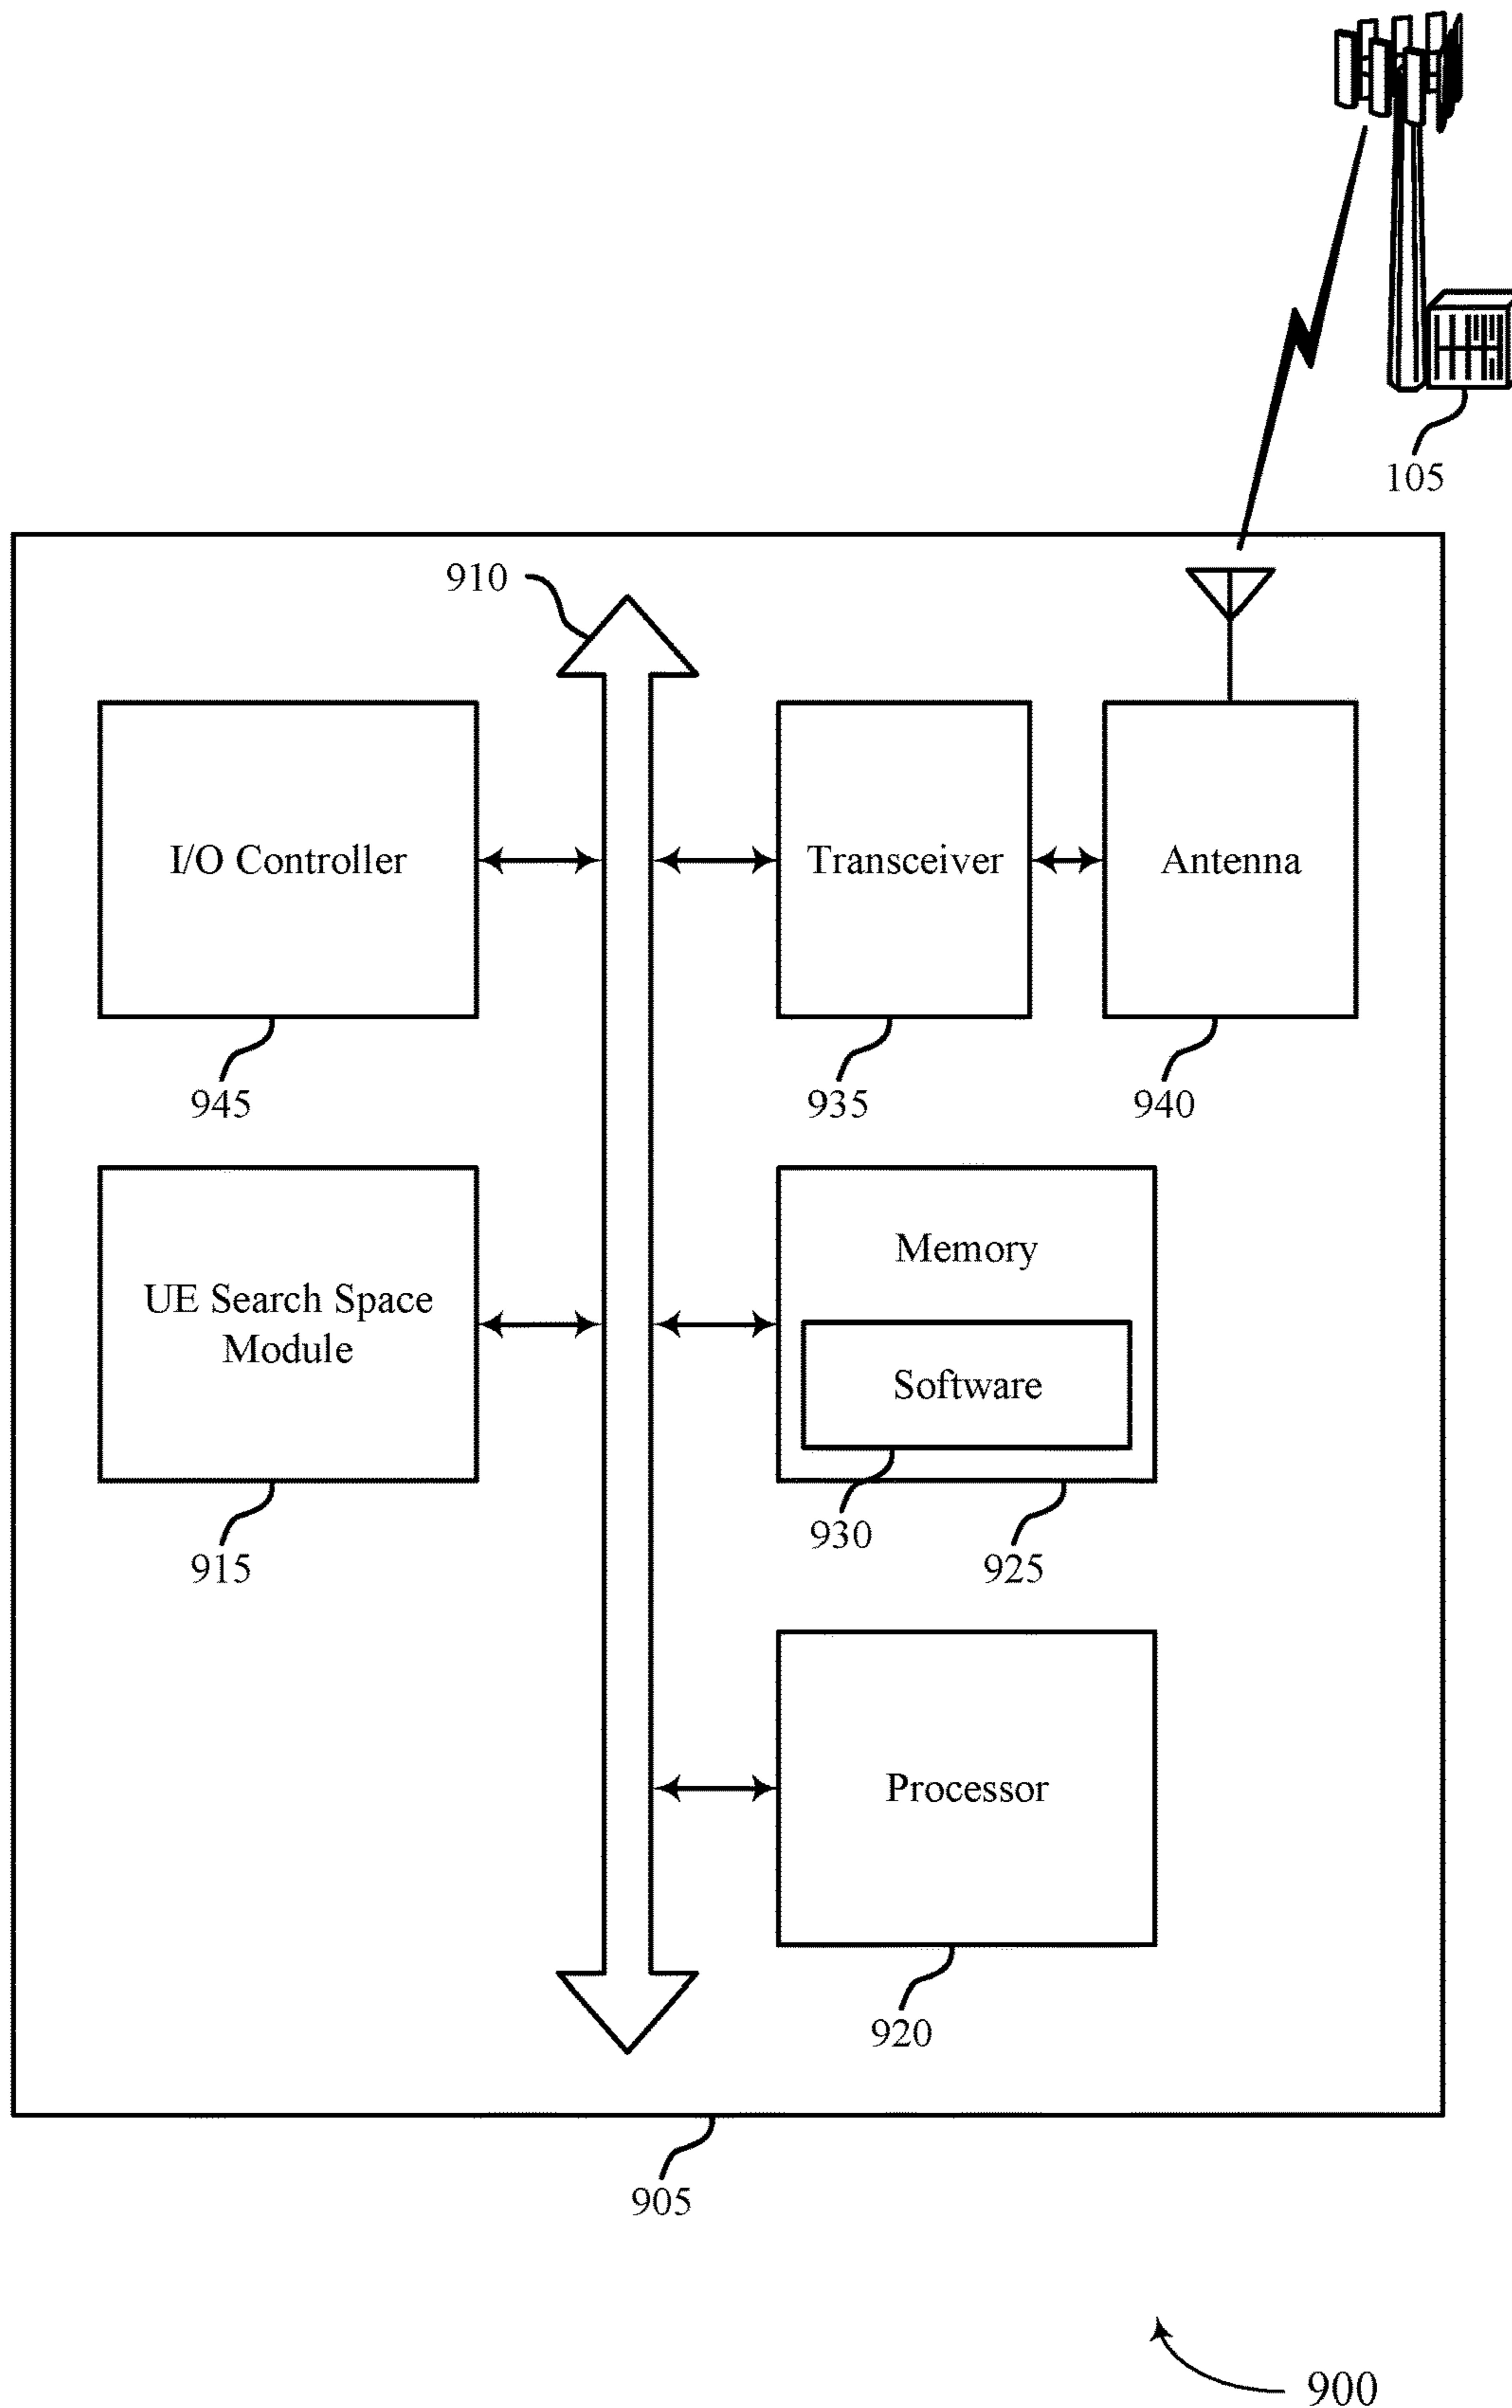 105
910
I/O Controller
Transceiver
Antenna
945
935
940
UE Search Space
Module
Memory
Software
930
925
915
Processor
920
905
900